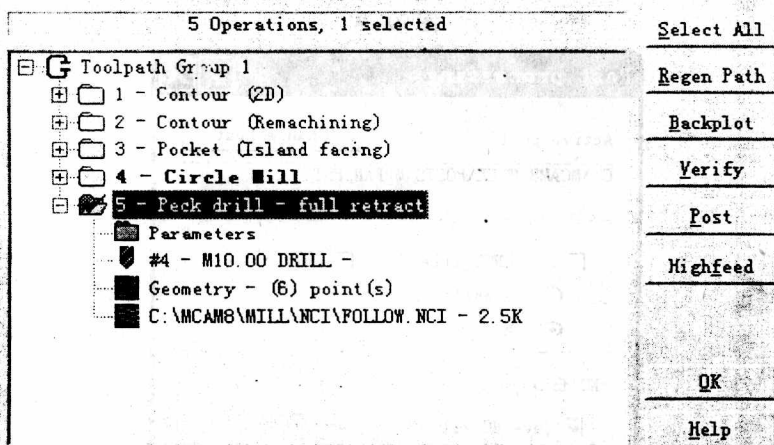 5 Operations, 1 selected
Toolpath Group 1
1 - Contour (2D)
2 - Contour (Remachining)
3 - Pocket (Island facing)
4 - Circle Mill
5 - Peck drill - full retract
Parameters
#4 - M10.00 DRILL -
Geometry - (6) point(s)
C:\MCAM8\MILL\NCI\FOLLOW.NCI - 2.5K
Select All
Regen Path
Backplot
Verify
Post
Highfeed
OK
Help